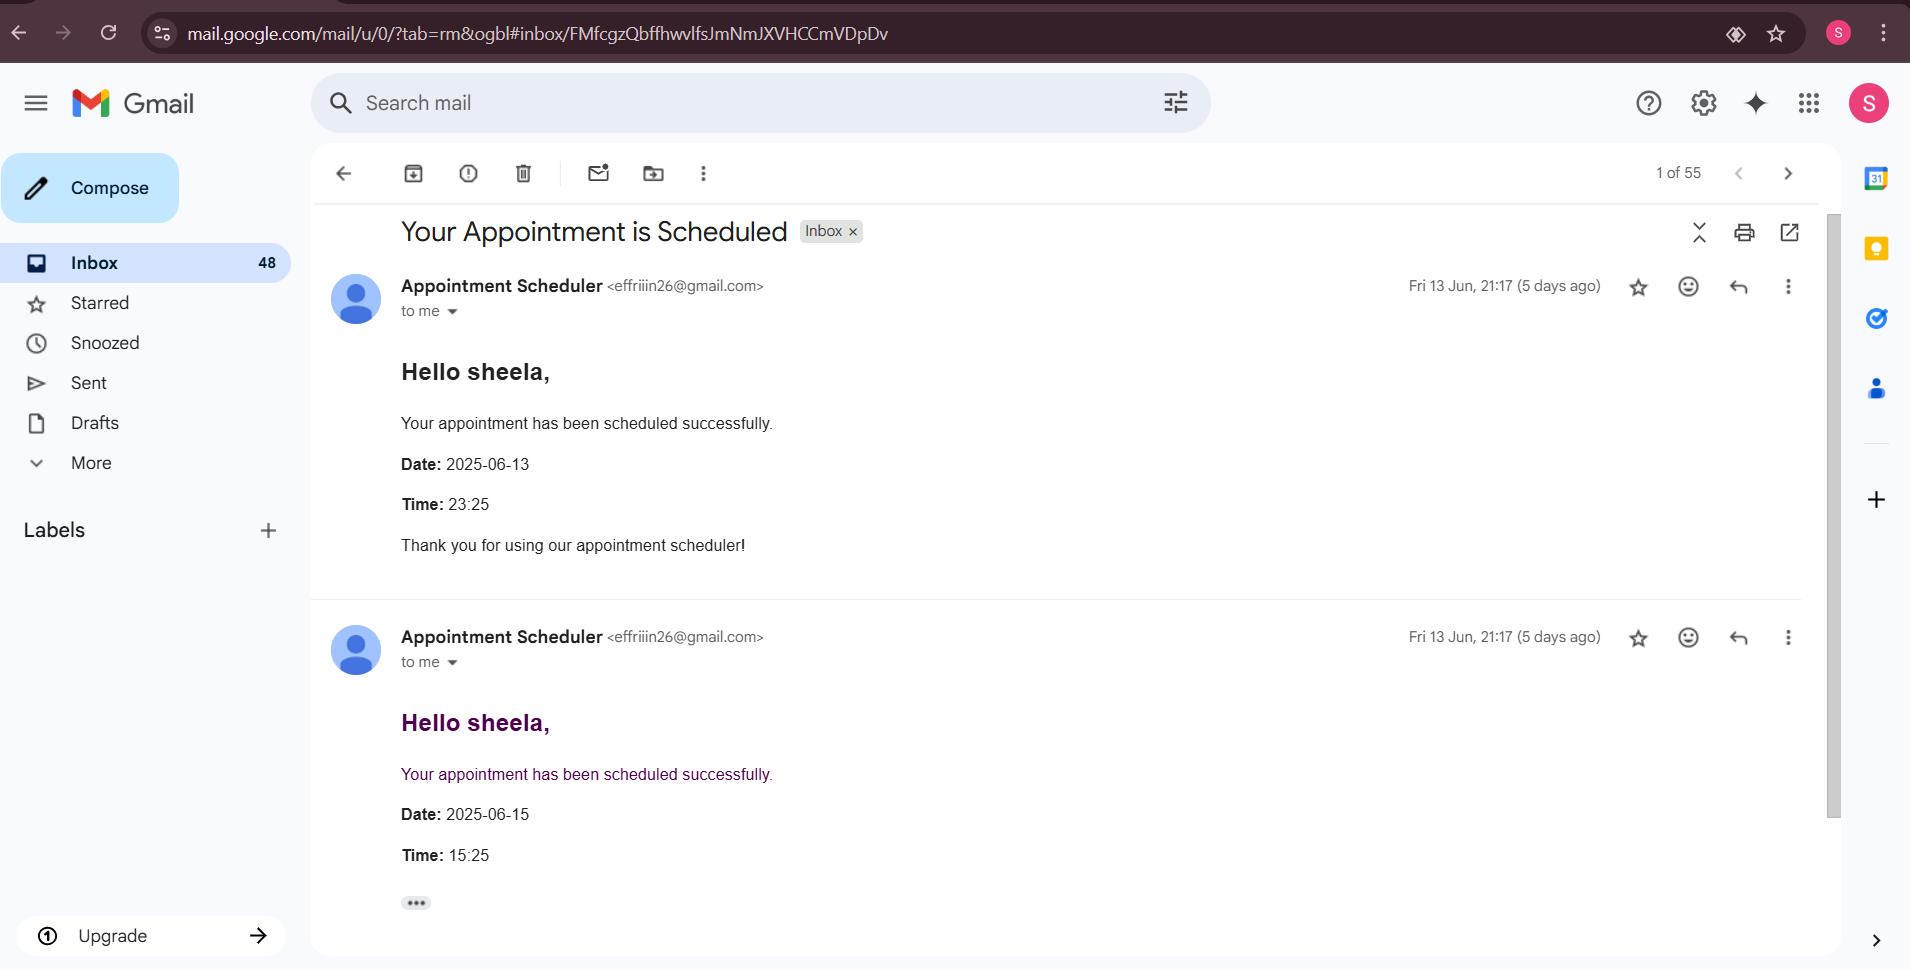 mail.google.com/mail/u/0/?tab=rm&ogbl#inbox/FMfcgzQbffhwvlfsJmNmJXVHCCmVDpDv
S
Gmail
Search mail
S
Compose
1 of 55
31
Your Appointment is Scheduled Inbox ×
Inbox 48
Starred
Snoozed
Sent
Drafts
More
Labels
Appointment Scheduler <effriiin26@gmail.com>
Fri 13 Jun, 21:17 (5 days ago)
to me
Hello sheela,
Your appointment has been scheduled successfully.
Date: 2025-06-13
Time: 23:25
Thank you for using our appointment scheduler!
Appointment Scheduler <effriiin26@gmail.com>
Fri 13 Jun, 21:17 (5 days ago)
to me
Hello sheela,
Your appointment has been scheduled successfully.
Date: 2025-06-15
Time: 15:25
1 Upgrade